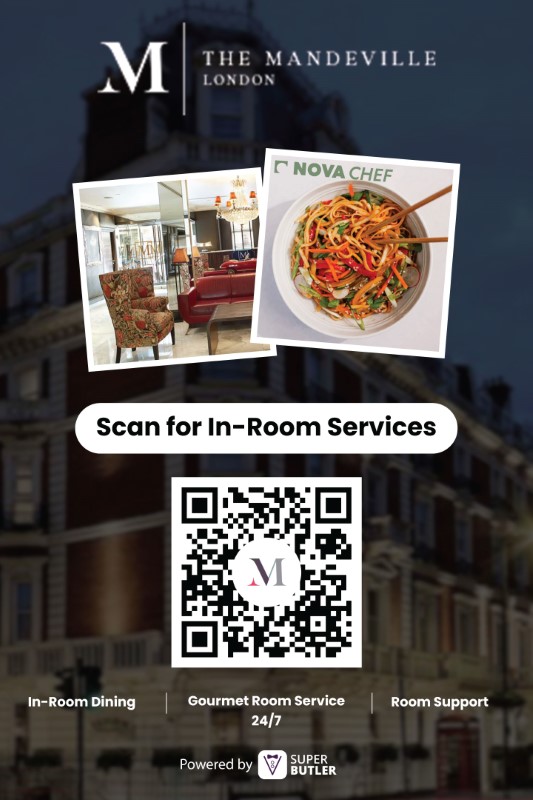 M
THE MANDEVILLE
LONDON
NOVA CHEF
Scan for In-Room Services
M
In-Room Dining
Gourmet Room Service
24/7
Room Support
Powered by
SUPER
BUTLER